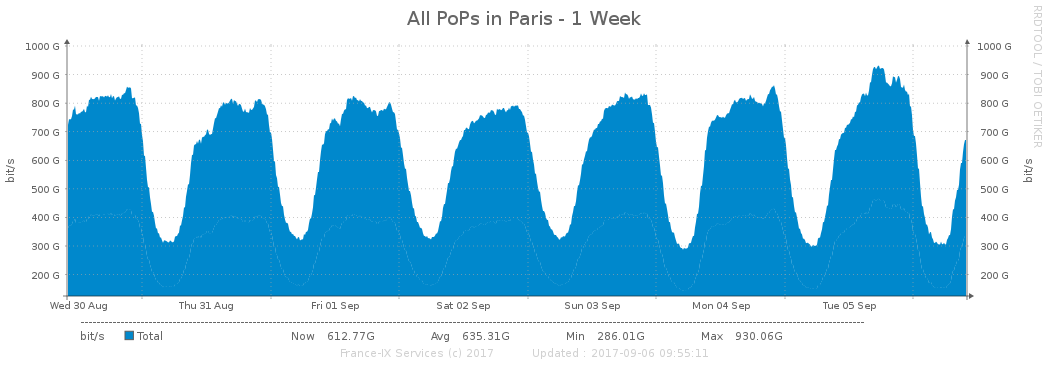 All PoPs in Paris - 1 Week
RRDTOOL / TOBI OETIKER
1000 G 1000 G
900 G 900 G
800 G 800 G
700 G 700 G
600 G 600 G
500 G 500 G
400 G 400 G
300 G 300 G
200 G 200 G
bit/s
bit/s
Wed 30 Aug Thu 31 Aug Fri 01 Sep Sat 02 Sep Sun 03 Sep Mon 04 Sep Tue 05 Sep
bit/s Total Now 612.77G Avg 635.31G Min 286.01G Max 930.06G
France-IX Services (c) 2017 Updated : 2017-09-06 09:55:11